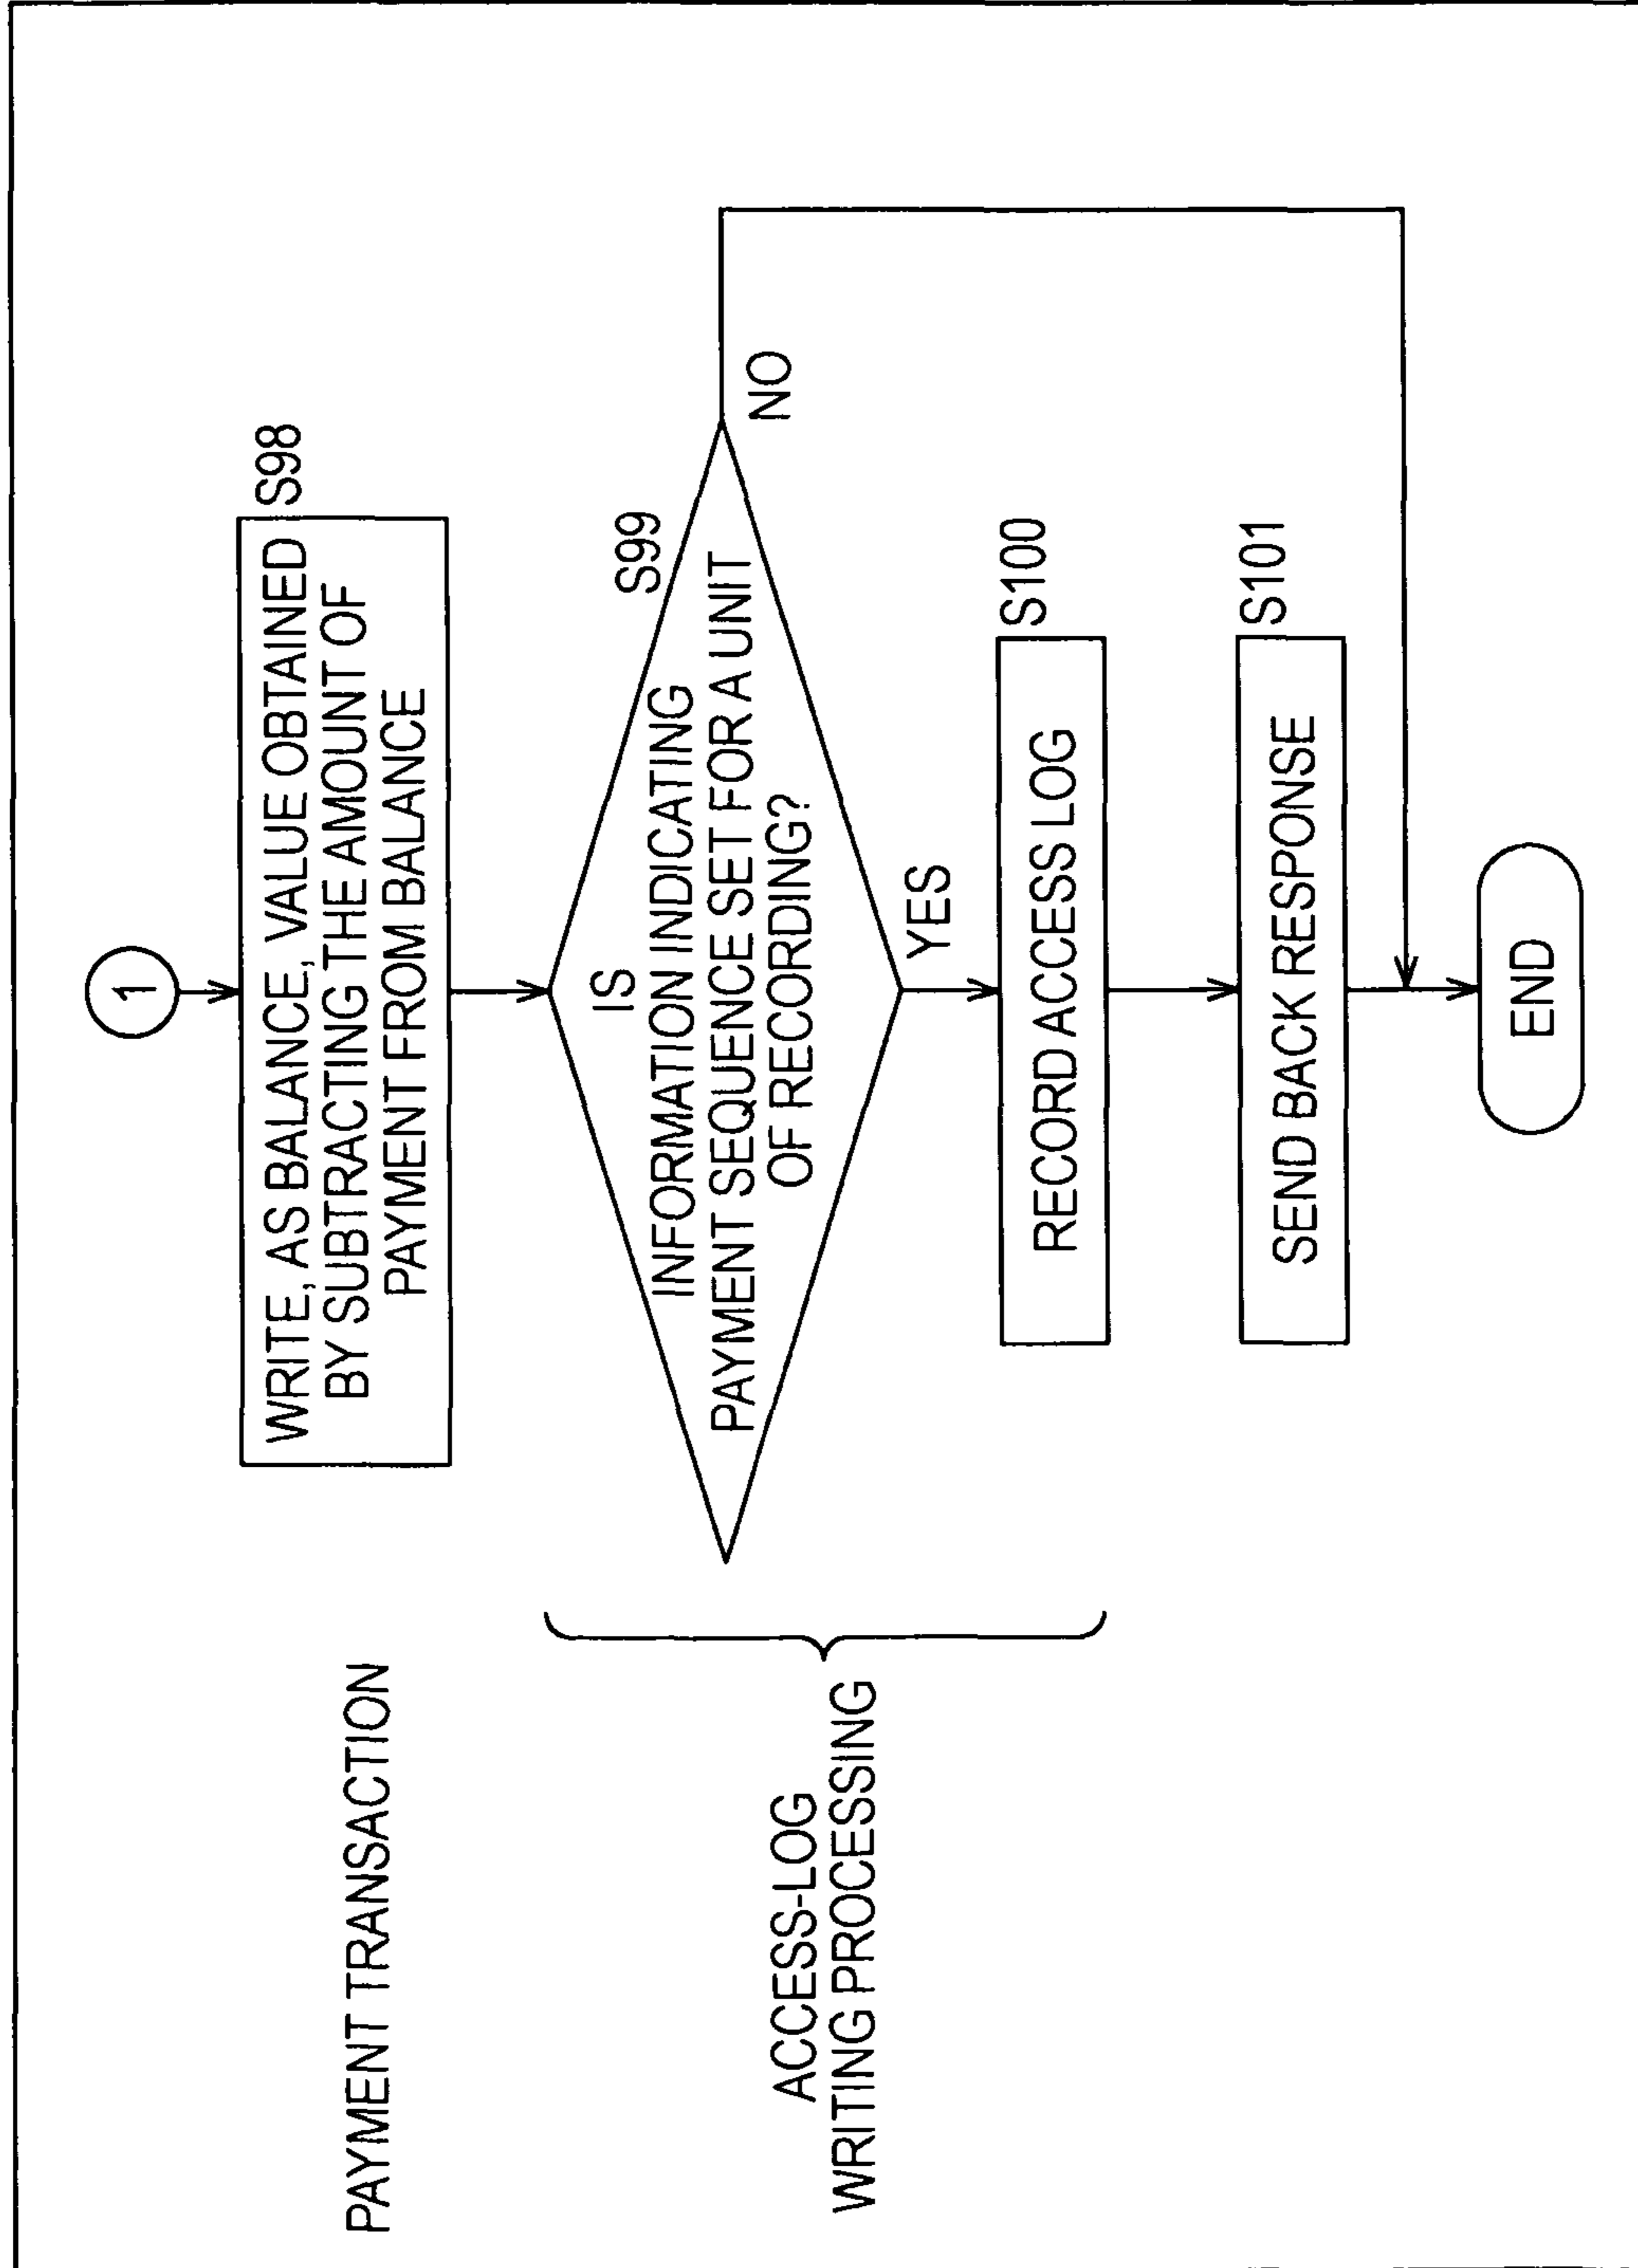 1
S98
WRITE, AS BALANCE, VALUE OBTAINED
BY SUBTRACTING THE AMOUNT OF
PAYMENT FROM BALANCE
PAYMENT TRANSACTION
S99
IS
INFORMATION INDICATING
PAYMENT SEQUENCE SET FOR A UNIT
OF RECORDING?
NO
YES
ACCESS-LOG
WRITING PROCESSING
S100
RECORD ACCESS LOG
S101
SEND BACK RESPONSE
END